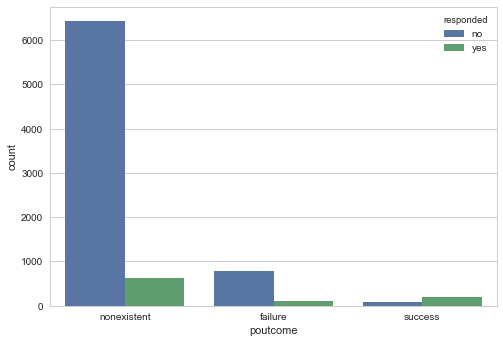 responded
no
yes
6000
5000
4000
3000
2000
1000
0
count
nonexistent
failure
success
poutcome